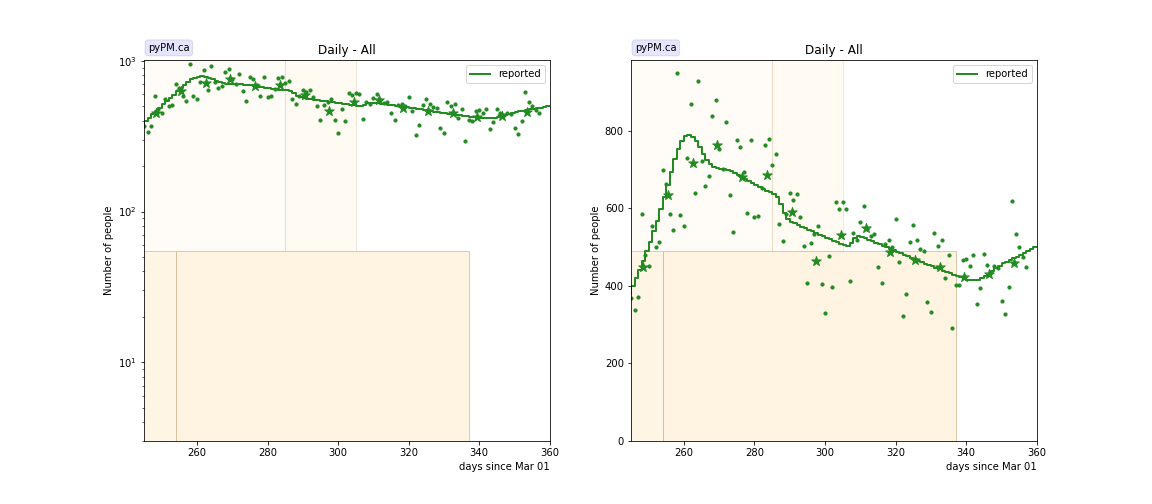 pyPM.ca
Daily - All
reported
10³
10²
10¹
Number of people
260 280 300 320 340 360
days since Mar 01
pyPM.ca
Daily - All
reported
800
600
400
200
0
Number of people
260 280 300 320 340 360
days since Mar 01